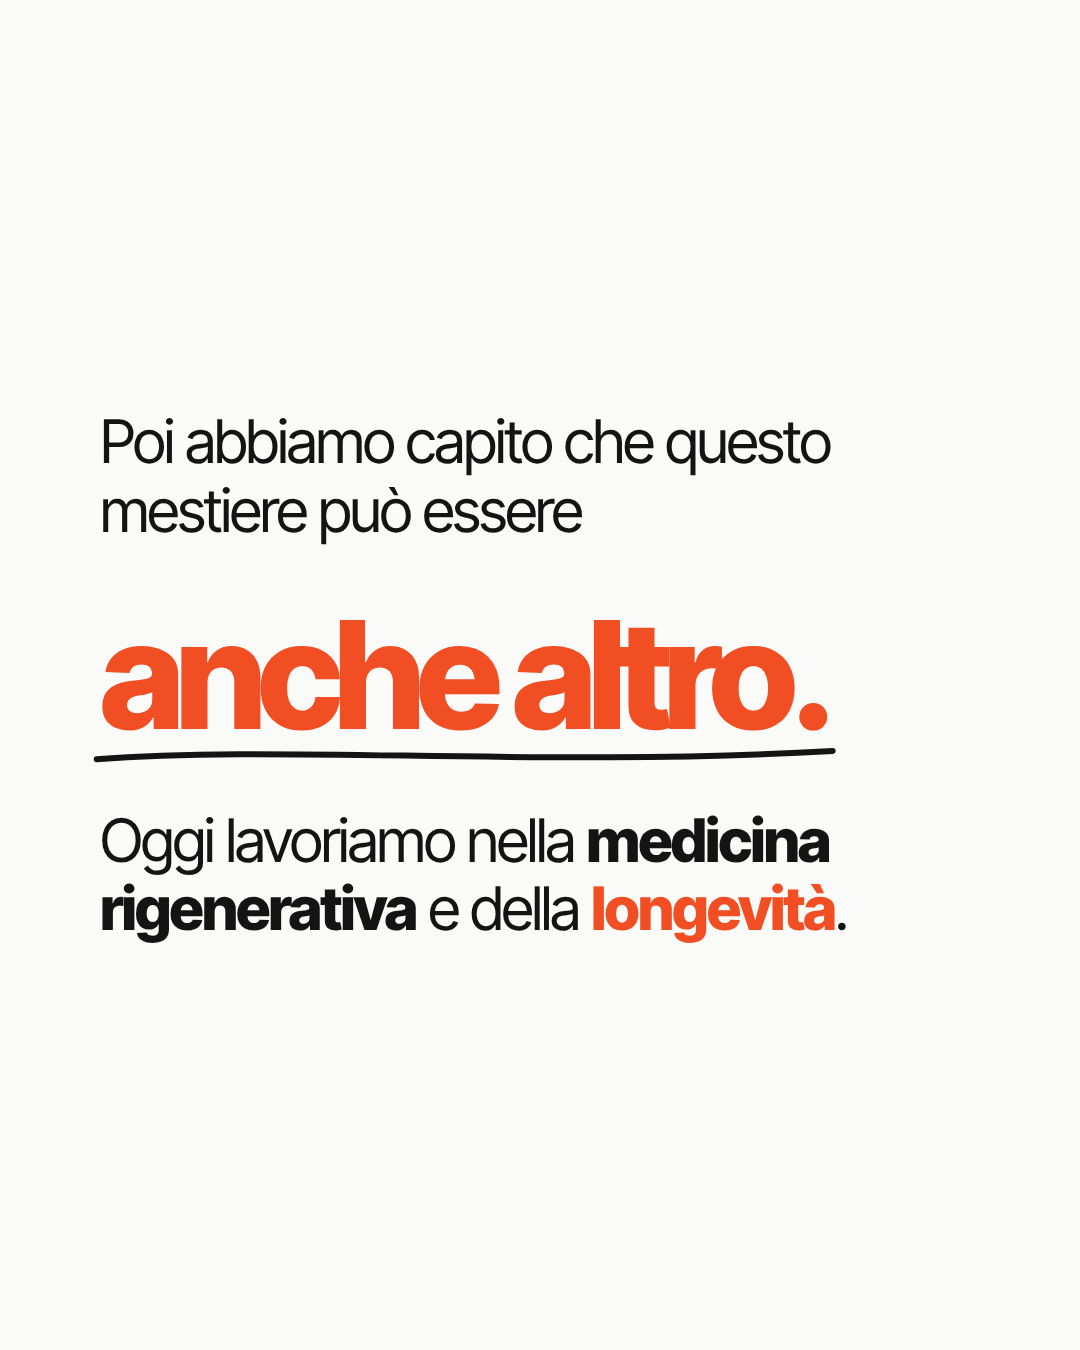 Poi abbiamo capito che questo
mestiere può essere
anche altro.
Oggi lavoriamo nella medicina
rigenerativa e della longevità.